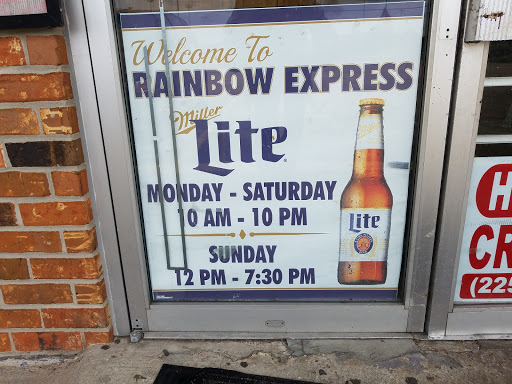 Welcome To
RAINBOW EXPRESS
Miller
Lite
MONDAY - SATURDAY
10 AM - 10 PM
SUNDAY
12 PM - 7:30 PM
Lite
H
CR
(225